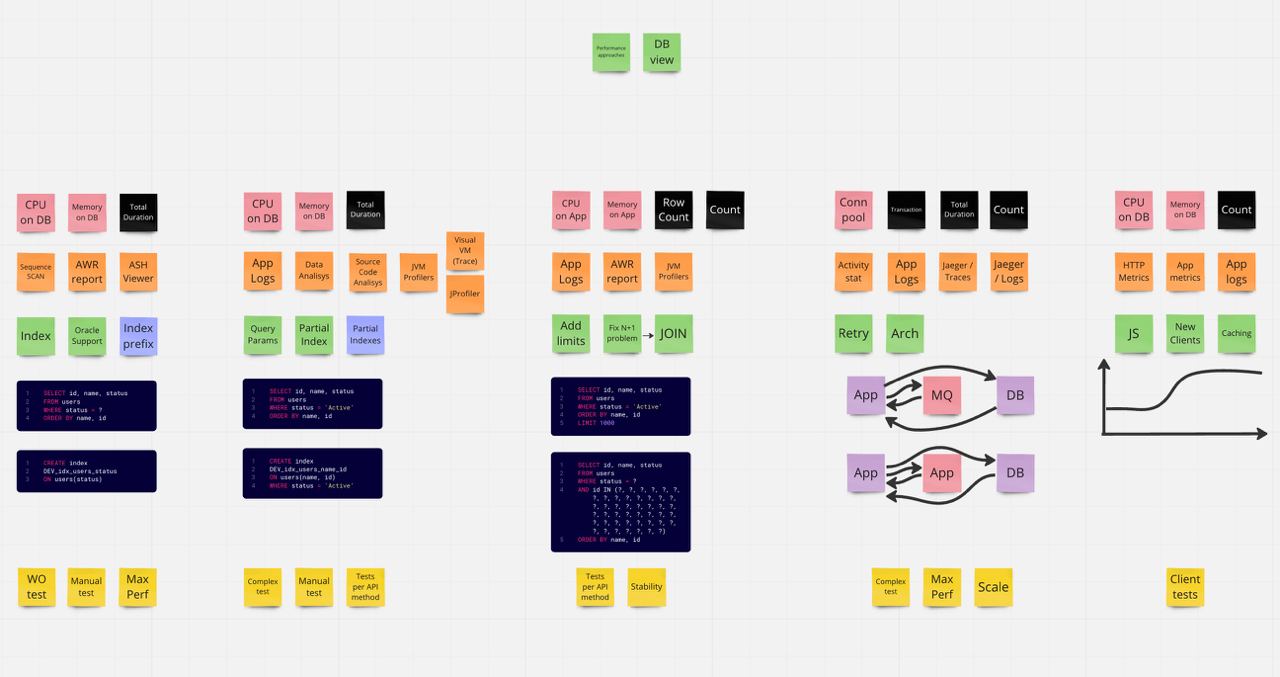 Performance
approaches
DB
view
CPU
on DB
Memory
on DB
Total
Duration
Sequence
SCAN
AWR
report
ASH
Viewer
Index
Oracle
Support
Index
prefix
1 SELECT id, name, status
2 FROM users
3 WHERE status = ?
4 ORDER BY name, id
1 CREATE index
2 DEV_idx_users_status
3 ON users(status)
WO
test
Manual
test
Max
Perf
CPU
on DB
Memory
on DB
Total
Duration
App
Logs
Data
Analisys
Source
Code
Analisys
JVM
Profilers
Visual
VM
(Trace)
JProfiler
Query
Params
Partial
Index
Partial
Indexes
1 SELECT id, name, status
2 FROM users
3 WHERE status = 'Active'
4 ORDER BY name, id
1 CREATE index
2 DEV_idx_users_name_id
3 ON users(name, id)
4 WHERE status = 'Active'
Complex
test
Manual
test
Tests
per API
method
CPU
on App
Memory
on App
Row
Count
Count
App
Logs
AWR
report
JVM
Profilers
Add
limits
Fix N+1
problem
JOIN
1 SELECT id, name, status
2 FROM users
3 WHERE status = 'Active'
4 ORDER BY name, id
5 LIMIT 1000
1 SELECT id, name, status
2 FROM users
3 WHERE status = ?
4 AND id IN (?, ?, ?, ?, ?, ?,
?, ?, ?, ?, ?, ?, ?, ?,
?, ?, ?, ?, ?, ?, ?, ?,
?, ?, ?, ?, ?, ?, ?, ?,
?, ?, ?, ?, ?, ?, ?, ?,
?, ?, ?, ?, ?, ?, ?)
5 ORDER BY name, id
Tests
per API
method
Stability
Conn
pool
Transaction
Total
Duration
Count
Activity
stat
App
Logs
Jaeger /
Traces
Jaeger
/ Logs
Retry
Arch
App
MQ
DB
App
App
DB
Complex
test
Max
Perf
Scale
CPU
on DB
Memory
on DB
Count
HTTP
Metrics
App
metrics
App
logs
JS
New
Clients
Caching
Client
tests